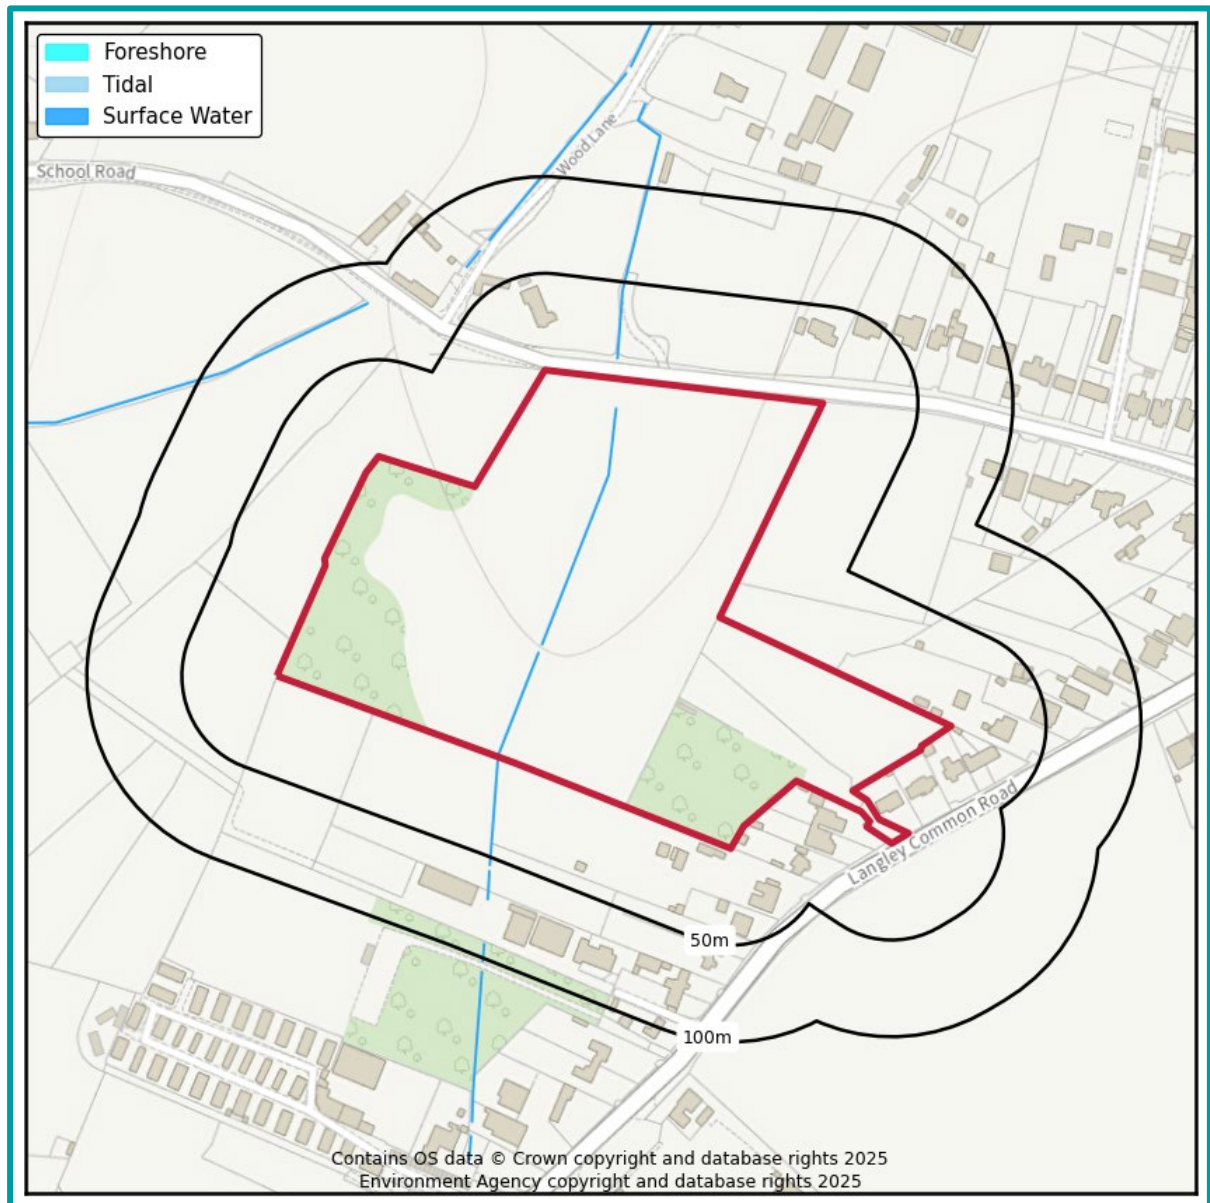 Foreshore
Tidal
Surface Water
Wood Lane
School Road
Langley Common Road
50m
100m
Contains OS data © Crown copyright and database rights 2025
Environment Agency copyright and database rights 2025